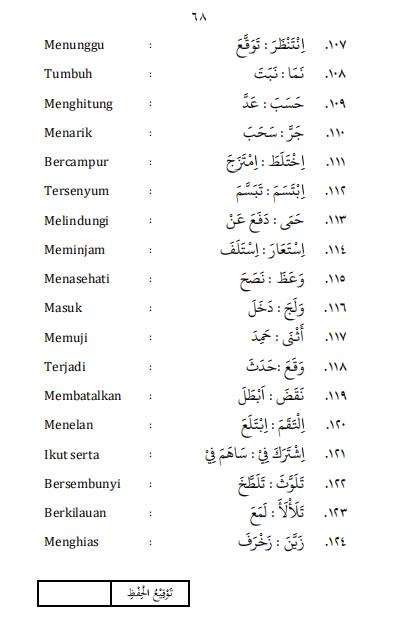 ٦٨
١٠٧. اِنْتَنْظَرَ : تَوَقَّعَ : Menunggu
١٠٨. نَمَا : نَبَتَ : Tumbuh
١٠٩. حَسَبَ : عَدَّ : Menghitung
١١٠. جَرَّ : سَحَبَ : Menarik
١١١. اِخْتَلَطَ : اِمْتَزَجَ : Bercampur
١١٢. اِبْتَسَمَ : تَبَسَّمَ : Tersenyum
١١٣. حَمَى : دَفَعَ عَنْ : Melindungi
١١٤. اِسْتَعَارَ : اِسْتَلَفَ : Meminjam
١١٥. وَعَظَ : نَصَحَ : Menasehati
١١٦. وَلَجَ : دَخَلَ : Masuk
١١٧. أَثْنَى : حَمِدَ : Memuji
١١٨. وَقَعَ : حَدَثَ : Terjadi
١١٩. نَقَضَ : اَبْطَلَ : Membatalkan
١٢٠. اِلْتَقَمَ : اِبْتَلَعَ : Menelan
١٢١. اِشْتَرَكَ فِيْ : سَاهَمَ فِيْ : Ikut serta
١٢٢. تَلَوَّثَ : تَلَطَّخَ : Bersembunyi
١٢٣. تَلَأْلَأَ : لَمَعَ : Berkilauan
١٢٤. زَيَّنَ : زَخْرَفَ : Menghias
تَوْقِيْعُ الْحِفْظِ